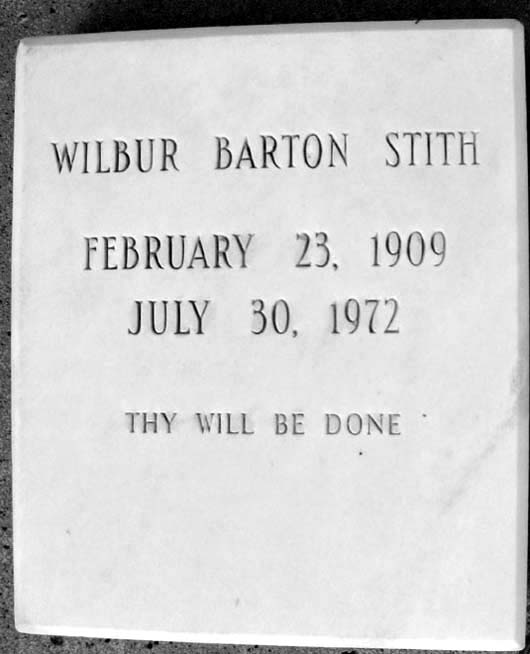 WILBUR BARTON STITH
FEBRUARY 23, 1909
JULY 30, 1972
THY WILL BE DONE